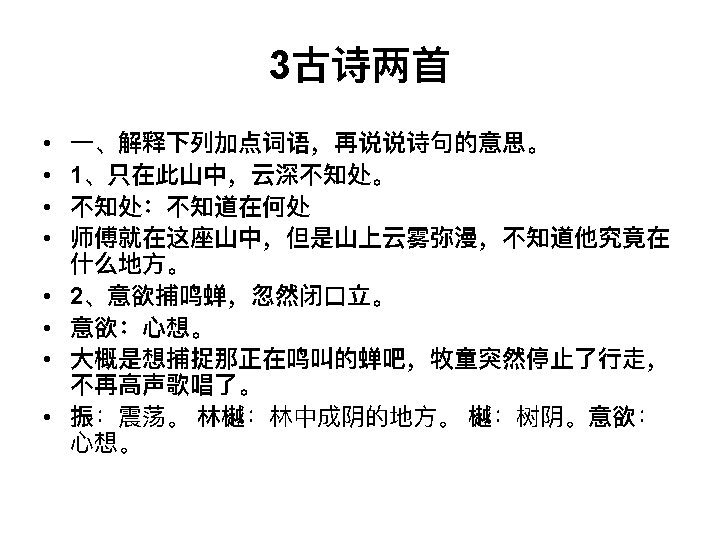 3古诗两首
• 一、解释下列加点词语，再说说诗句的意思。
• 1、只在此山中，云深不知处。
• 不知处：不知道在何处
• 师傅就在这座山中，但是山上云雾弥漫，不知道他究竟在
什么地方。
• 2、意欲捕鸣蝉，忽然闭口立。
• 意欲：心想。
• 大概是想捕捉那正在鸣叫的蝉吧，牧童突然停止了行走，
不再高声歌唱了。
• 振：震荡。 林樾：林中成阴的地方。 樾：树阴。意欲：
心想。